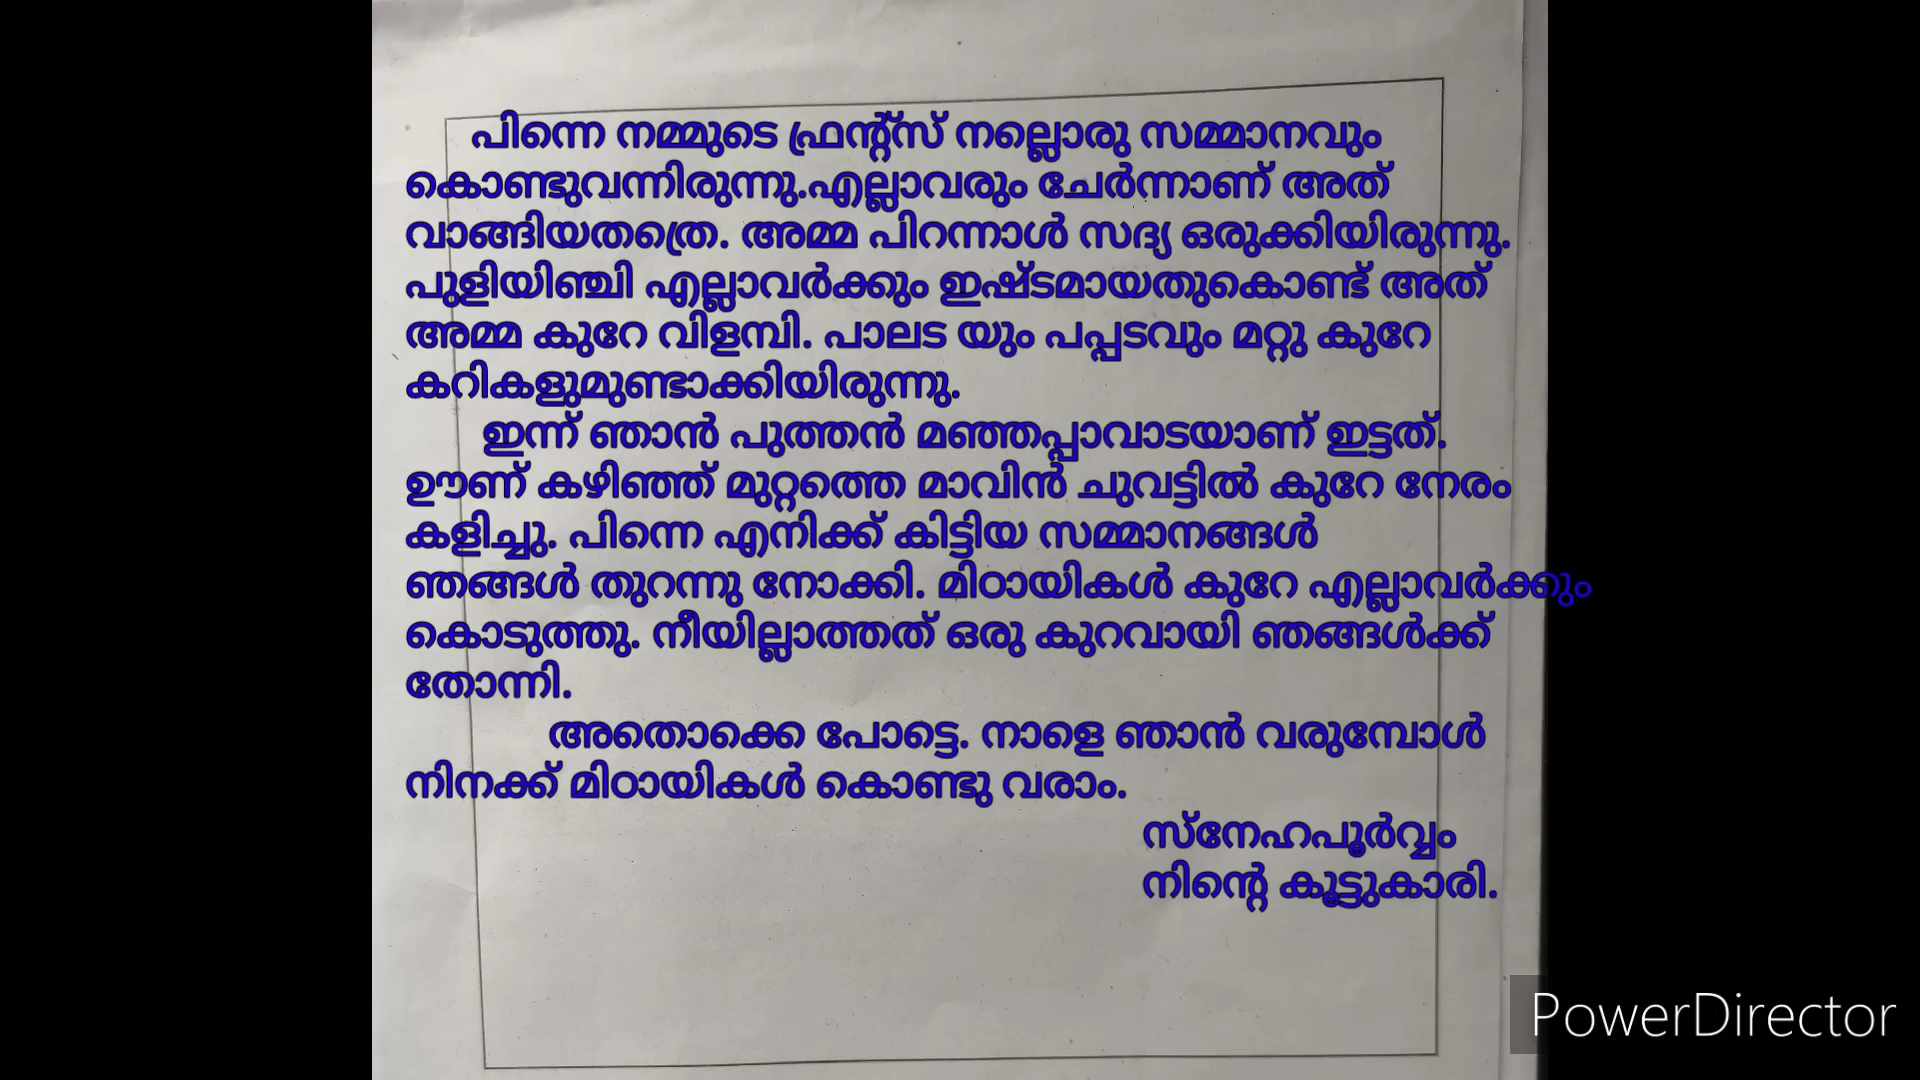 പിന്നെ നമ്മുടെ ഫ്രന്റ്സ് നല്ലൊരു സമ്മാനവും
കൊണ്ടുവന്നിരുന്നു.എല്ലാവരും ചേർന്നാണ് അത്
വാങ്ങിയതത്രെ. അമ്മ പിറന്നാൾ സദ്യ ഒരുക്കിയിരുന്നു.
പുളിയിഞ്ചി എല്ലാവർക്കും ഇഷ്ടമായതുകൊണ്ട് അത്
അമ്മ കുറേ വിളമ്പി. പാലട യും പപ്പടവും മറ്റു കുറേ
കറികളുമുണ്ടാക്കിയിരുന്നു.
ഇന്ന് ഞാൻ പുത്തൻ മഞ്ഞപ്പാവാടയാണ് ഇട്ടത്.
ഊണ് കഴിഞ്ഞ് മുറ്റത്തെ മാവിൻ ചുവട്ടിൽ കുറേ നേരം
കളിച്ചു. പിന്നെ എനിക്ക് കിട്ടിയ സമ്മാനങ്ങൾ
ഞങ്ങൾ തുറന്നു നോക്കി. മിഠായികൾ കുറേ എല്ലാവർക്കും
കൊടുത്തു. നീയില്ലാത്തത് ഒരു കുറവായി ഞങ്ങൾക്ക്
തോന്നി.
അതൊക്കെ പോട്ടെ. നാളെ ഞാൻ വരുമ്പോൾ
നിനക്ക് മിഠായികൾ കൊണ്ടു വരാം.
സ്നേഹപൂർവ്വം
നിന്റെ കൂട്ടുകാരി.
PowerDirector